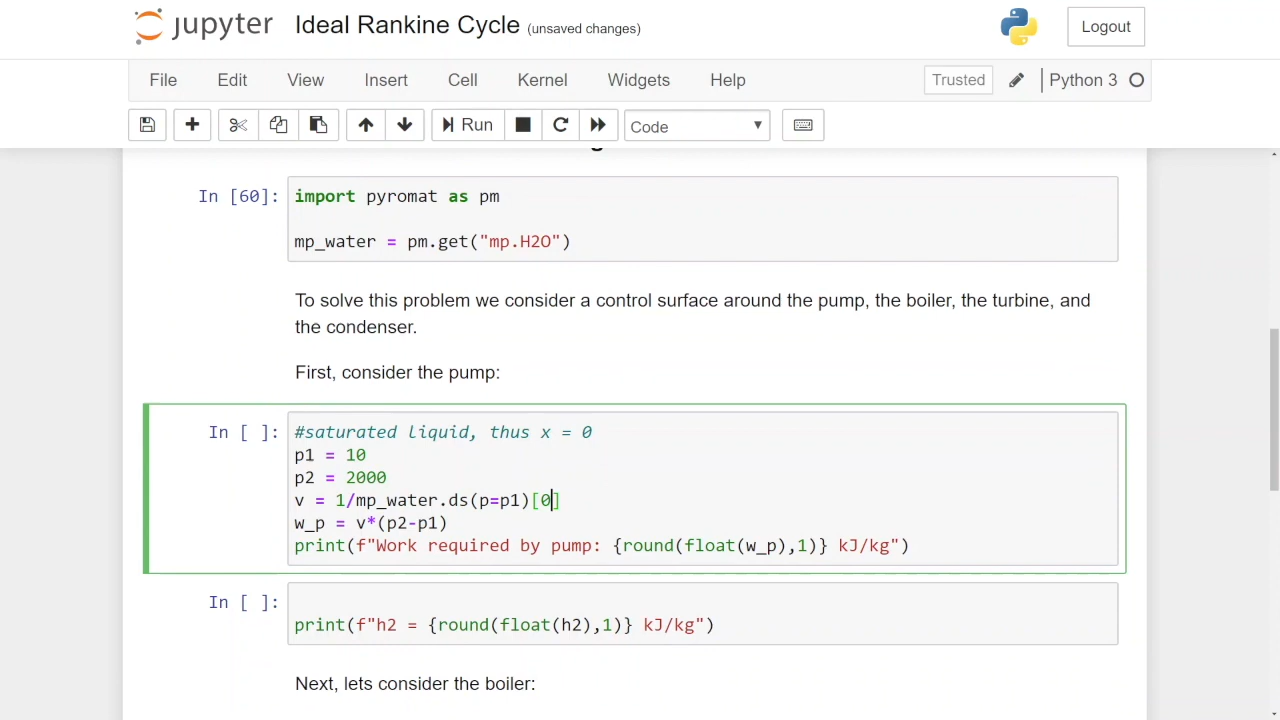 jupyter Ideal Rankine Cycle (unsaved changes) Logout
File Edit View Insert Cell Kernel Widgets Help Trusted Python 3
Run Code
In [60]: import pyromat as pm
mp_water = pm.get("mp.H2O")
To solve this problem we consider a control surface around the pump, the boiler, the turbine, and
the condenser.
First, consider the pump:
In [ ]: #saturated liquid, thus x = 0
p1 = 10
p2 = 2000
v = 1/mp_water.ds(p=p1)[0]
w_p = v*(p2-p1)
print(f"Work required by pump: {round(float(w_p),1)} kJ/kg")
In [ ]:
print(f"h2 = {round(float(h2),1)} kJ/kg")
Next, lets consider the boiler: